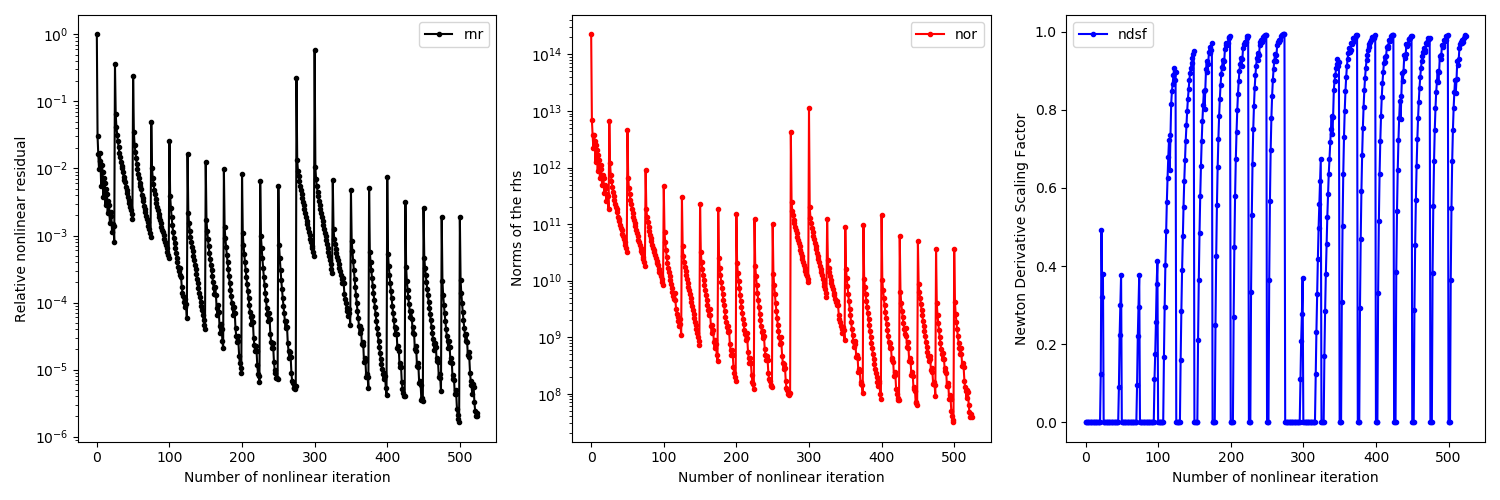 Relative nonlinear residual
10⁰
10⁻¹
10⁻²
10⁻³
10⁻⁴
10⁻⁵
10⁻⁶
rnr
0 100 200 300 400 500
Number of nonlinear iteration
Norms of the rhs
10¹⁴
10¹³
10¹²
10¹¹
10¹⁰
10⁹
10⁸
nor
0 100 200 300 400 500
Number of nonlinear iteration
Newton Derivative Scaling Factor
1.0
0.8
0.6
0.4
0.2
0.0
ndsf
0 100 200 300 400 500
Number of nonlinear iteration